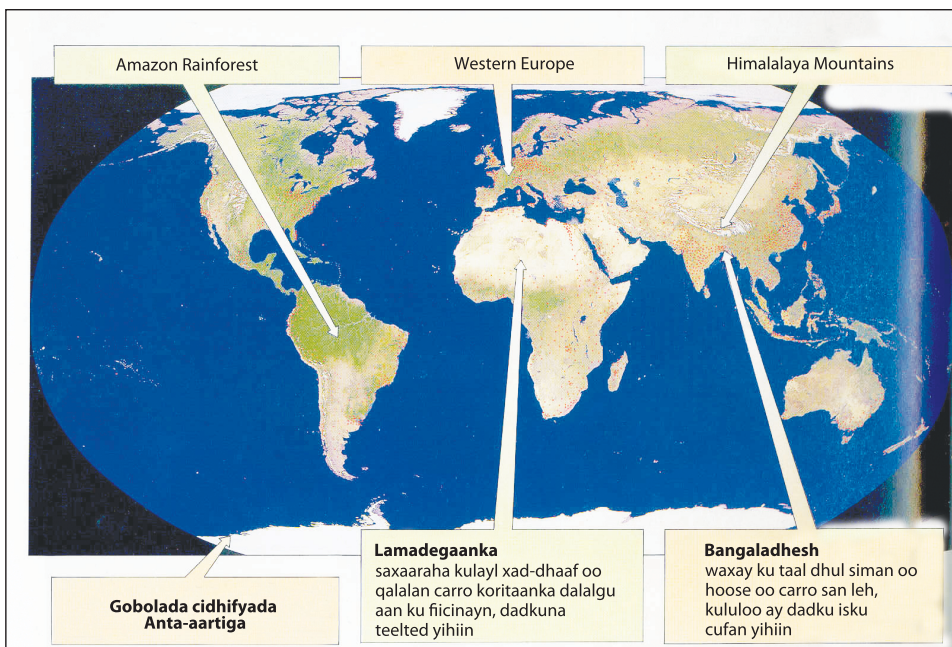 Amazon Rainforest
Western Europe
Himalalaya Mountains
Gobolada cidhifyada
Anta-aartiga
Lamadegaanka
saxaaraha kulayl xad-dhaaf oo
qalalan carro koritaanka dalalgu
aan ku fiicinayn, dadkuna
teelted yihiin
Bangaladhesh
waxay ku taal dhul siman oo
hoose oo carro san leh,
kululoo ay dadku isku
cufan yihiin